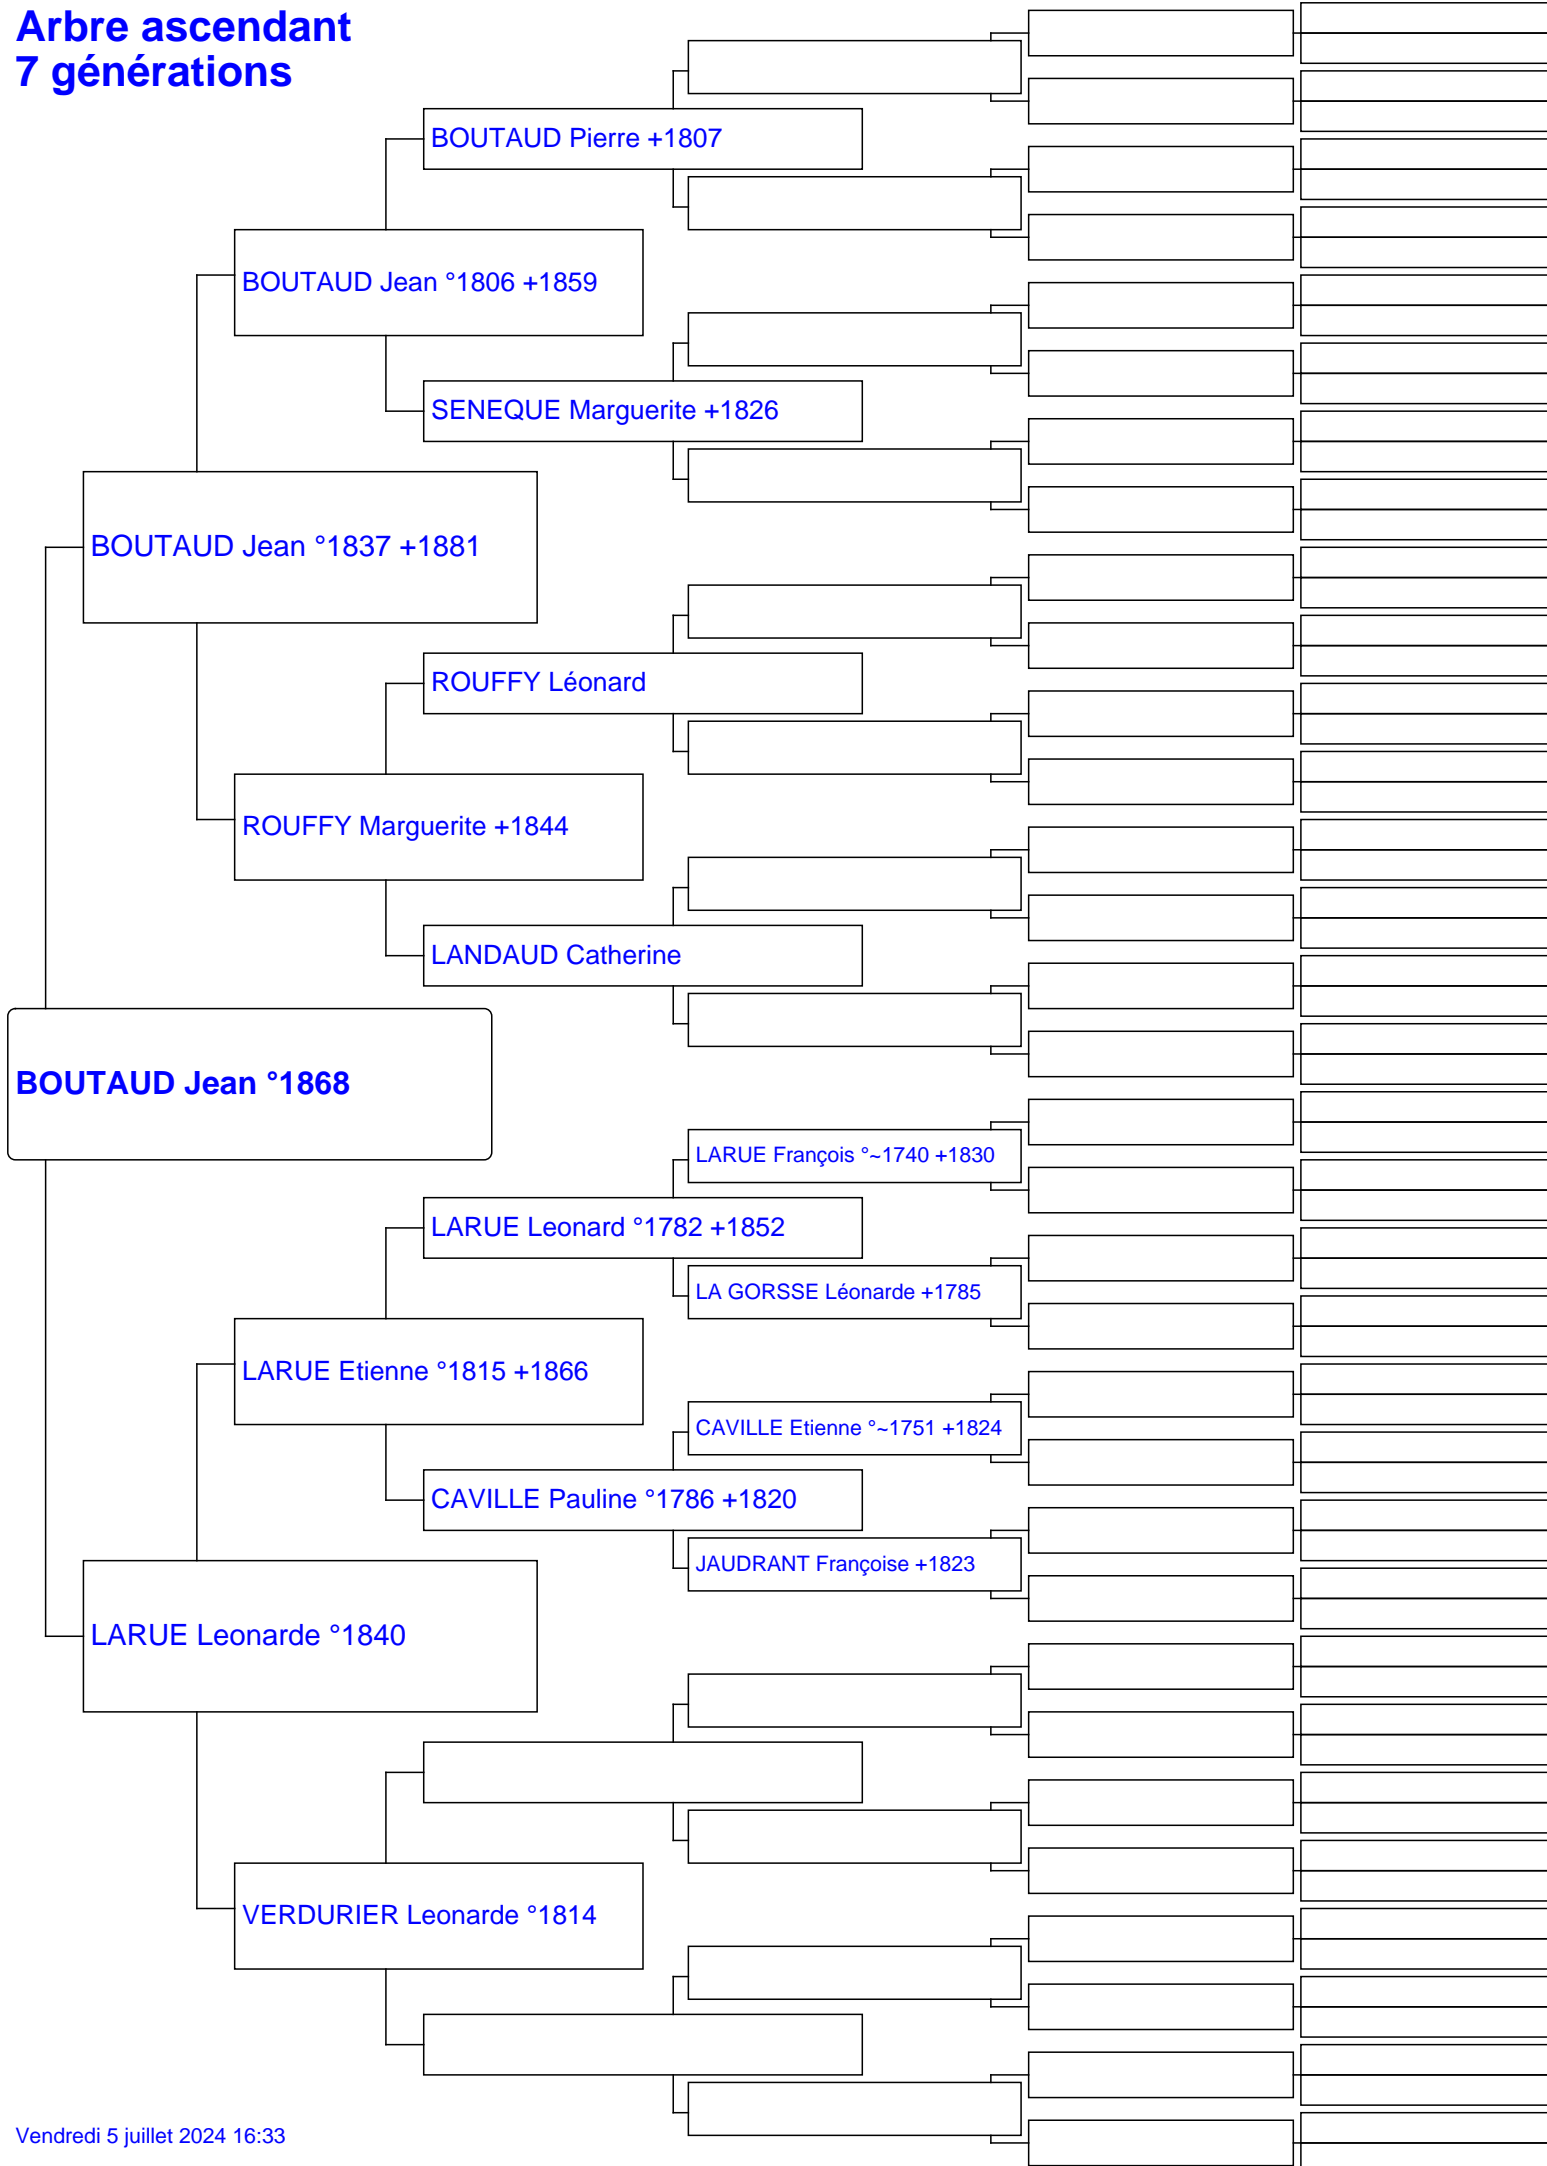 Arbre ascendant
7 générations
BOUTAUD Pierre +1807
BOUTAUD Jean °1806 +1859
SENEQUE Marguerite +1826
BOUTAUD Jean °1837 +1881
ROUFFY Léonard
ROUFFY Marguerite +1844
LANDAUD Catherine
BOUTAUD Jean °1868
LARUE François °~1740 +1830
LARUE Leonard °1782 +1852
LA GORSSE Léonarde +1785
LARUE Etienne °1815 +1866
CAVILLE Etienne °~1751 +1824
CAVILLE Pauline °1786 +1820
JAUDRANT Françoise +1823
LARUE Leonarde °1840
VERDURIER Leonarde °1814
Vendredi 5 juillet 2024 16:33